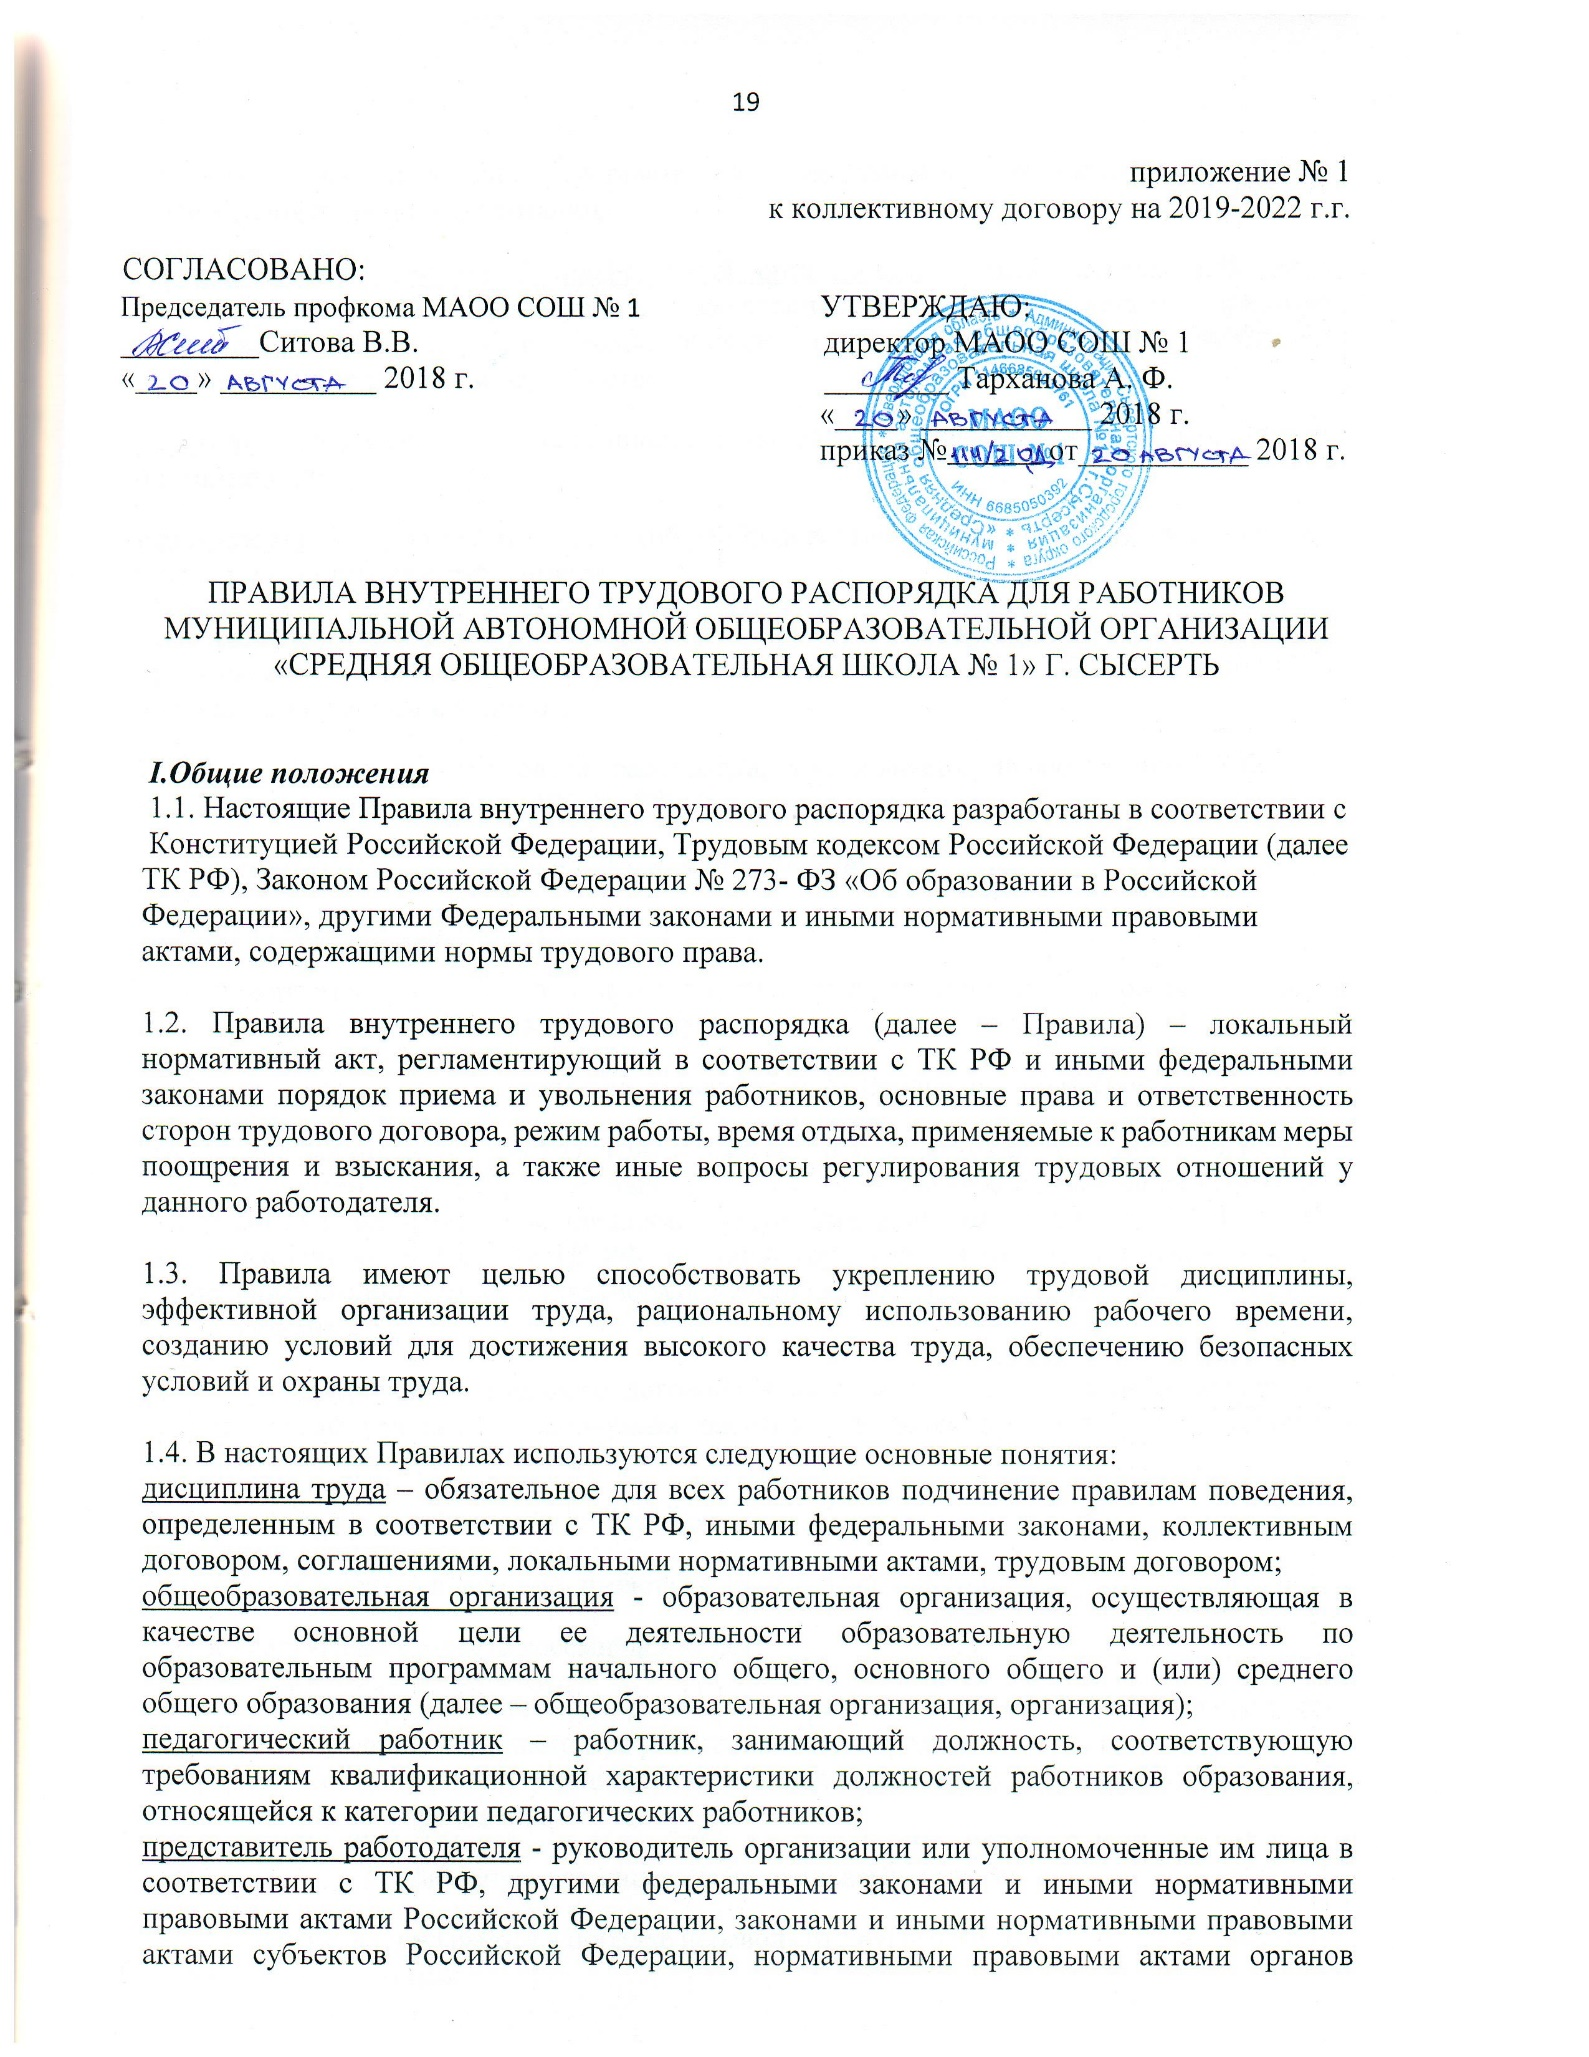 19
приложение № 1
к коллективному договору на 2019-2022 г.г.
СОГЛАСОВАНО:
Председатель профкома МАОО СОШ № 1
Ситова В.В.
«20» АВГУСТА 2018 г.
УТВЕРЖДАЮ:
директор МАОО СОШ № 1
Тарханова А. Ф.
«20» АВГУСТА 2018 г.
приказ № 114/2 ОД от 20 АВГУСТА 2018 г.
МАОО
СОШ №1
ИНН 6685050392
ПРАВИЛА ВНУТРЕННЕГО ТРУДОВОГО РАСПОРЯДКА ДЛЯ РАБОТНИКОВ
МУНИЦИПАЛЬНОЙ АВТОНОМНОЙ ОБЩЕОБРАЗОВАТЕЛЬНОЙ ОРГАНИЗАЦИИ
«СРЕДНЯЯ ОБЩЕОБРАЗОВАТЕЛЬНАЯ ШКОЛА № 1» Г. СЫСЕРТЬ
I.Общие положения
1.1. Настоящие Правила внутреннего трудового распорядка разработаны в соответствии с
Конституцией Российской Федерации, Трудовым кодексом Российской Федерации (далее
ТК РФ), Законом Российской Федерации № 273- ФЗ «Об образовании в Российской
Федерации», другими Федеральными законами и иными нормативными правовыми
актами, содержащими нормы трудового права.
1.2. Правила внутреннего трудового распорядка (далее – Правила) – локальный
нормативный акт, регламентирующий в соответствии с ТК РФ и иными федеральными
законами порядок приема и увольнения работников, основные права и ответственность
сторон трудового договора, режим работы, время отдыха, применяемые к работникам меры
поощрения и взыскания, а также иные вопросы регулирования трудовых отношений у
данного работодателя.
1.3. Правила имеют целью способствовать укреплению трудовой дисциплины,
эффективной организации труда, рациональному использованию рабочего времени,
созданию условий для достижения высокого качества труда, обеспечению безопасных
условий и охраны труда.
1.4. В настоящих Правилах используются следующие основные понятия:
дисциплина труда – обязательное для всех работников подчинение правилам поведения,
определенным в соответствии с ТК РФ, иными федеральными законами, коллективным
договором, соглашениями, локальными нормативными актами, трудовым договором;
общеобразовательная организация - образовательная организация, осуществляющая в
качестве основной цели ее деятельности образовательную деятельность по
образовательным программам начального общего, основного общего и (или) среднего
общего образования (далее – общеобразовательная организация, организация);
педагогический работник – работник, занимающий должность, соответствующую
требованиям квалификационной характеристики должностей работников образования,
относящейся к категории педагогических работников;
представитель работодателя - руководитель организации или уполномоченные им лица в
соответствии с ТК РФ, другими федеральными законами и иными нормативными
правовыми актами Российской Федерации, законами и иными нормативными правовыми
актами субъектов Российской Федерации, нормативными правовыми актами органов